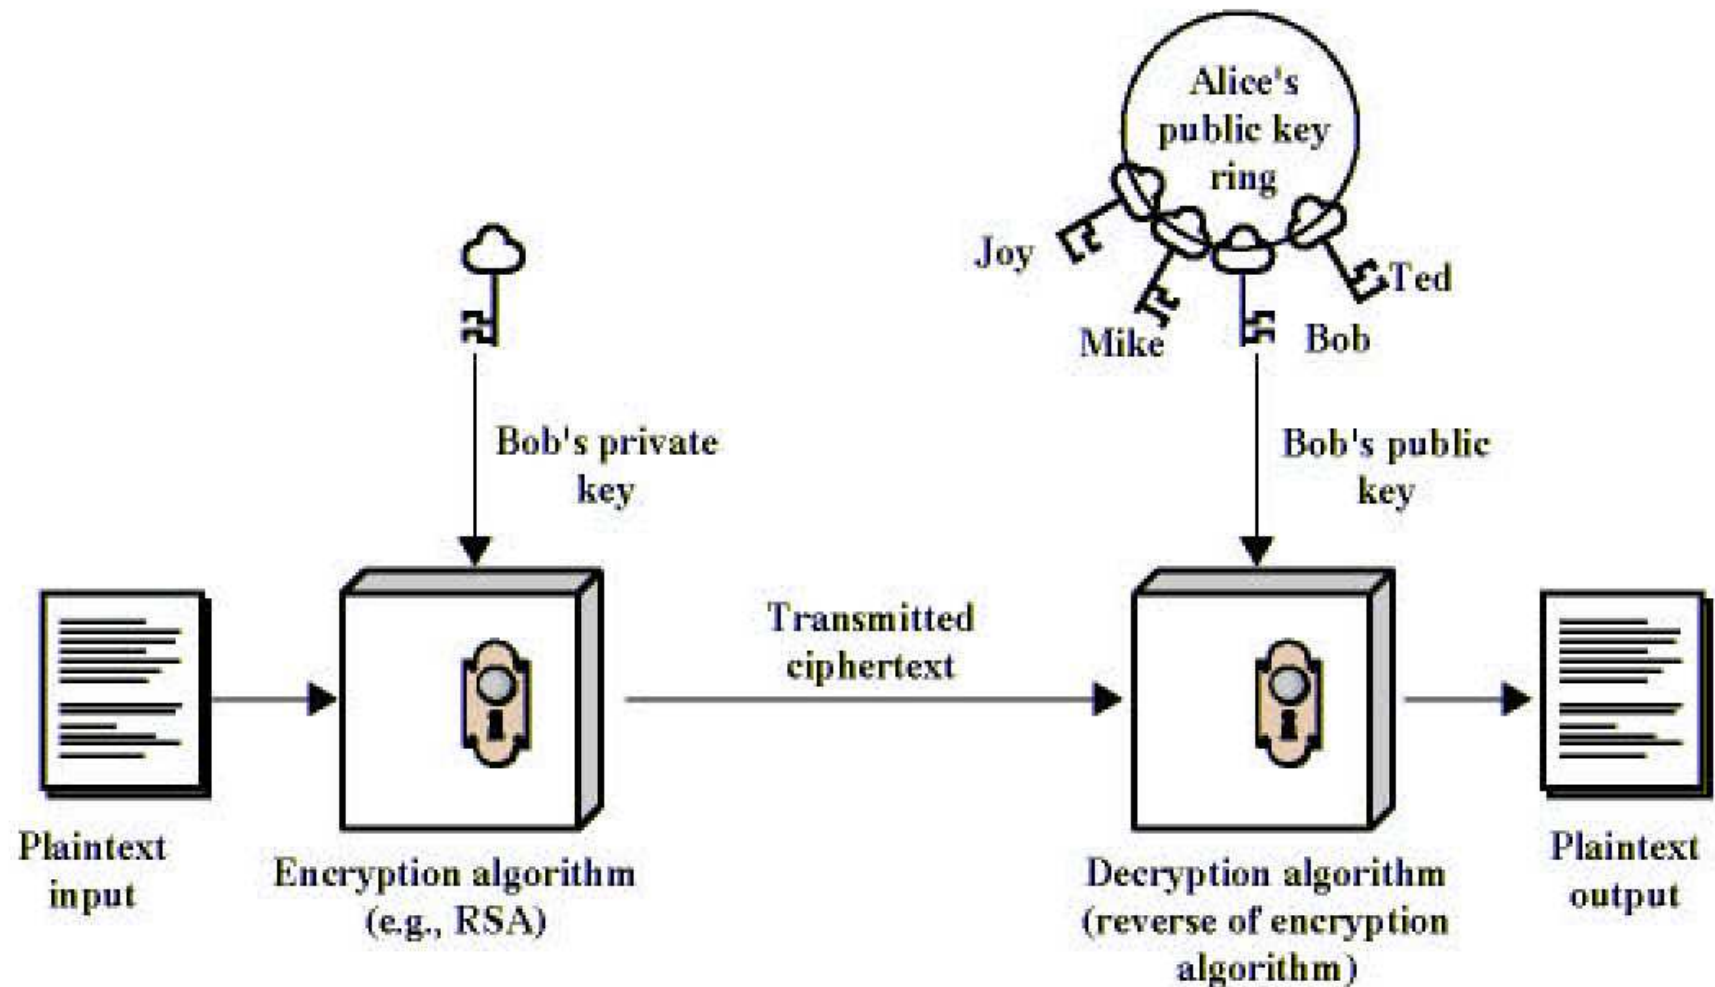 Alice's
public key
ring
Joy
Mike
Bob
Ted
Bob's private
key
Bob's public
key
Transmitted
ciphertext
Plaintext
input
Encryption algorithm
(e.g., RSA)
Decryption algorithm
(reverse of encryption
algorithm)
Plaintext
output